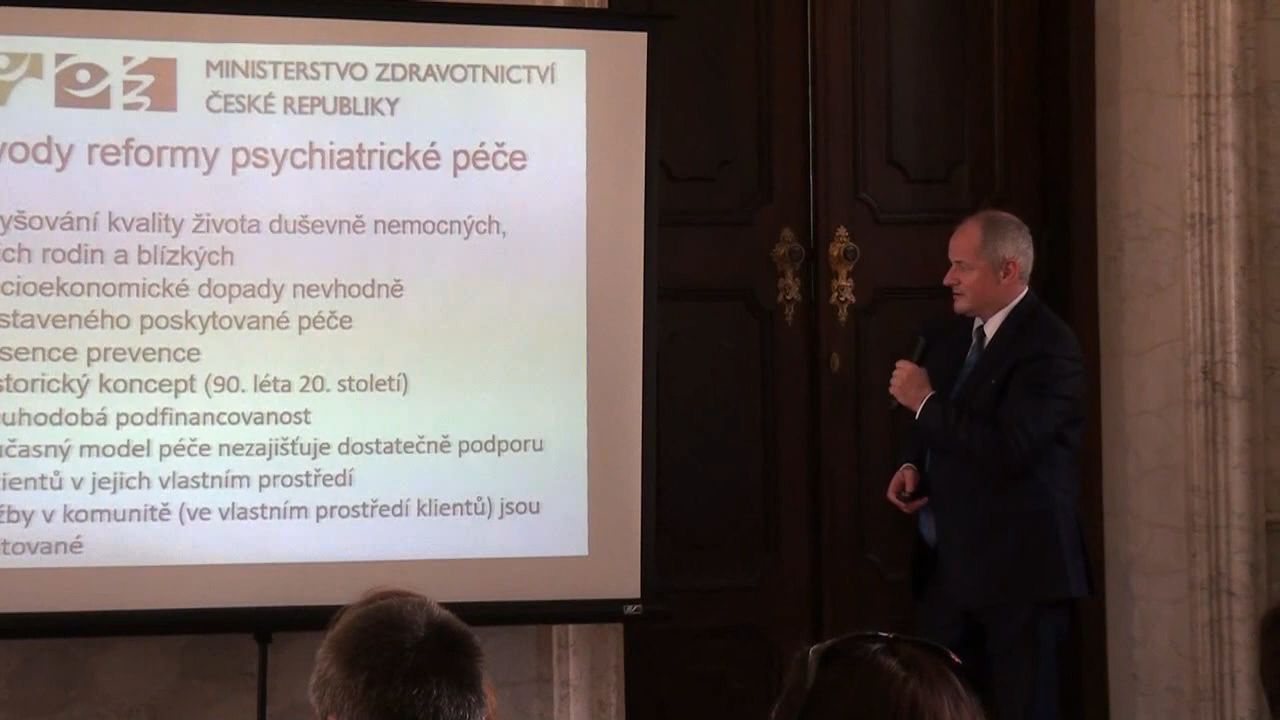 MINISTERSTVO ZDRAVOTNICTVÍ
ČESKÉ REPUBLIKY
vody reformy psychiatrické péče
yšování kvality života duševně nemocných,
ch rodin a blízkých
cioekonomické dopady nevhodně
staveného poskytované péče
sence prevence
storický koncept (90. léta 20. století)
uhodobá podfinancovanost
účasný model péče nezajišťuje dostatečně podporu
ientů v jejich vlastním prostředí
žby v komunitě (ve vlastním prostředí klientů) jsou
tované